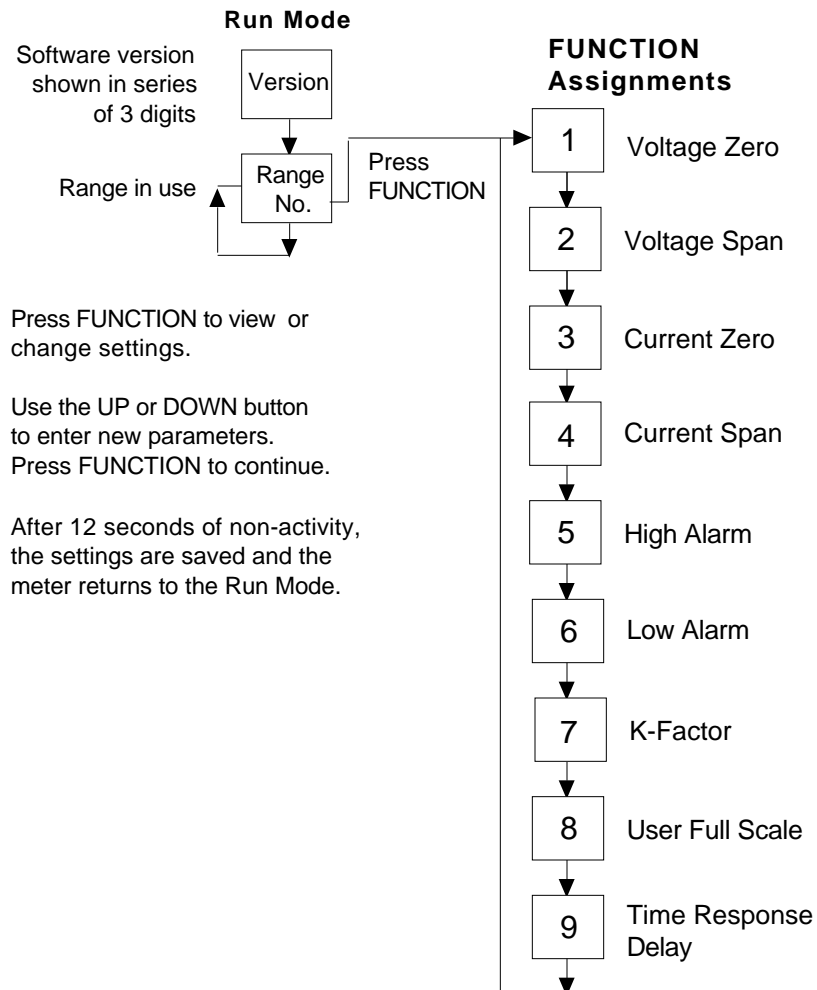 Run Mode
Software version
shown in series
of 3 digits
Version
Range in use
Range
No.
Press
FUNCTION
Press FUNCTION to view or
change settings.
Use the UP or DOWN button
to enter new parameters.
Press FUNCTION to continue.
After 12 seconds of non-activity,
the settings are saved and the
meter returns to the Run Mode.
FUNCTION
Assignments
1 Voltage Zero
2 Voltage Span
3 Current Zero
4 Current Span
5 High Alarm
6 Low Alarm
7 K-Factor
8 User Full Scale
9 Time Response
Delay